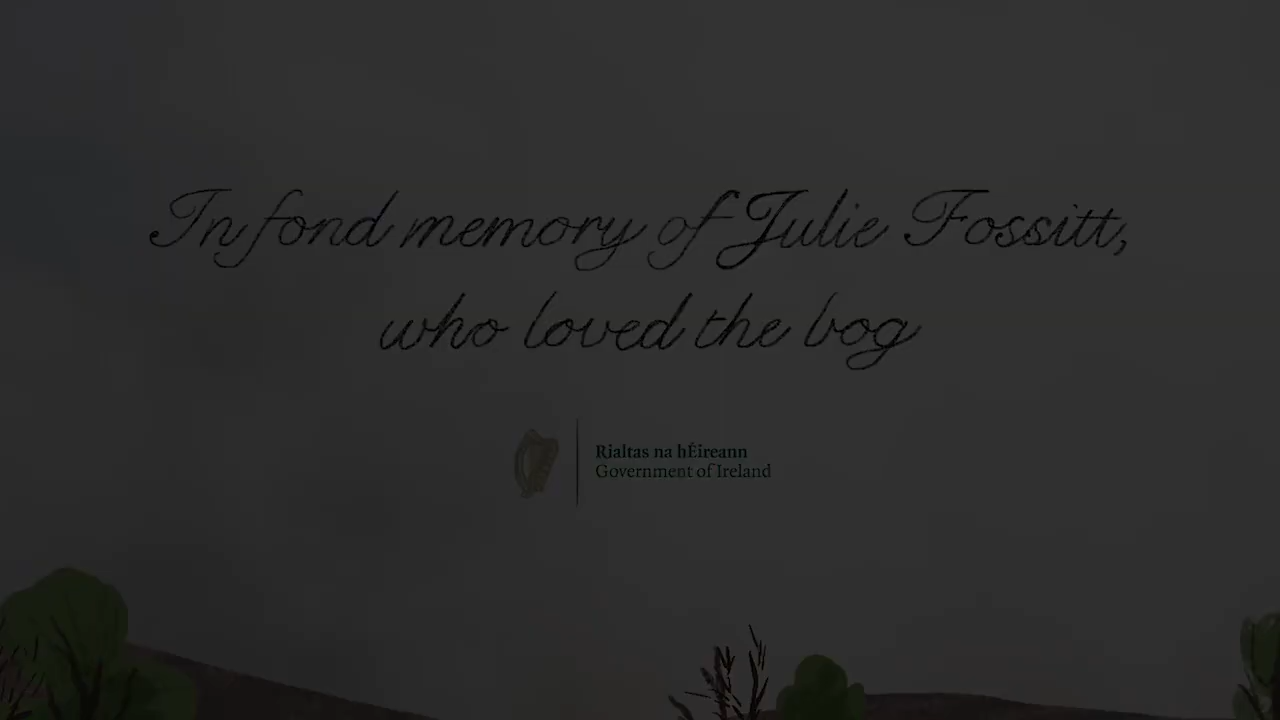 In fond memory of Julie Fossitt,
who loved the bog
Rialtas na hÉireann
Government of Ireland